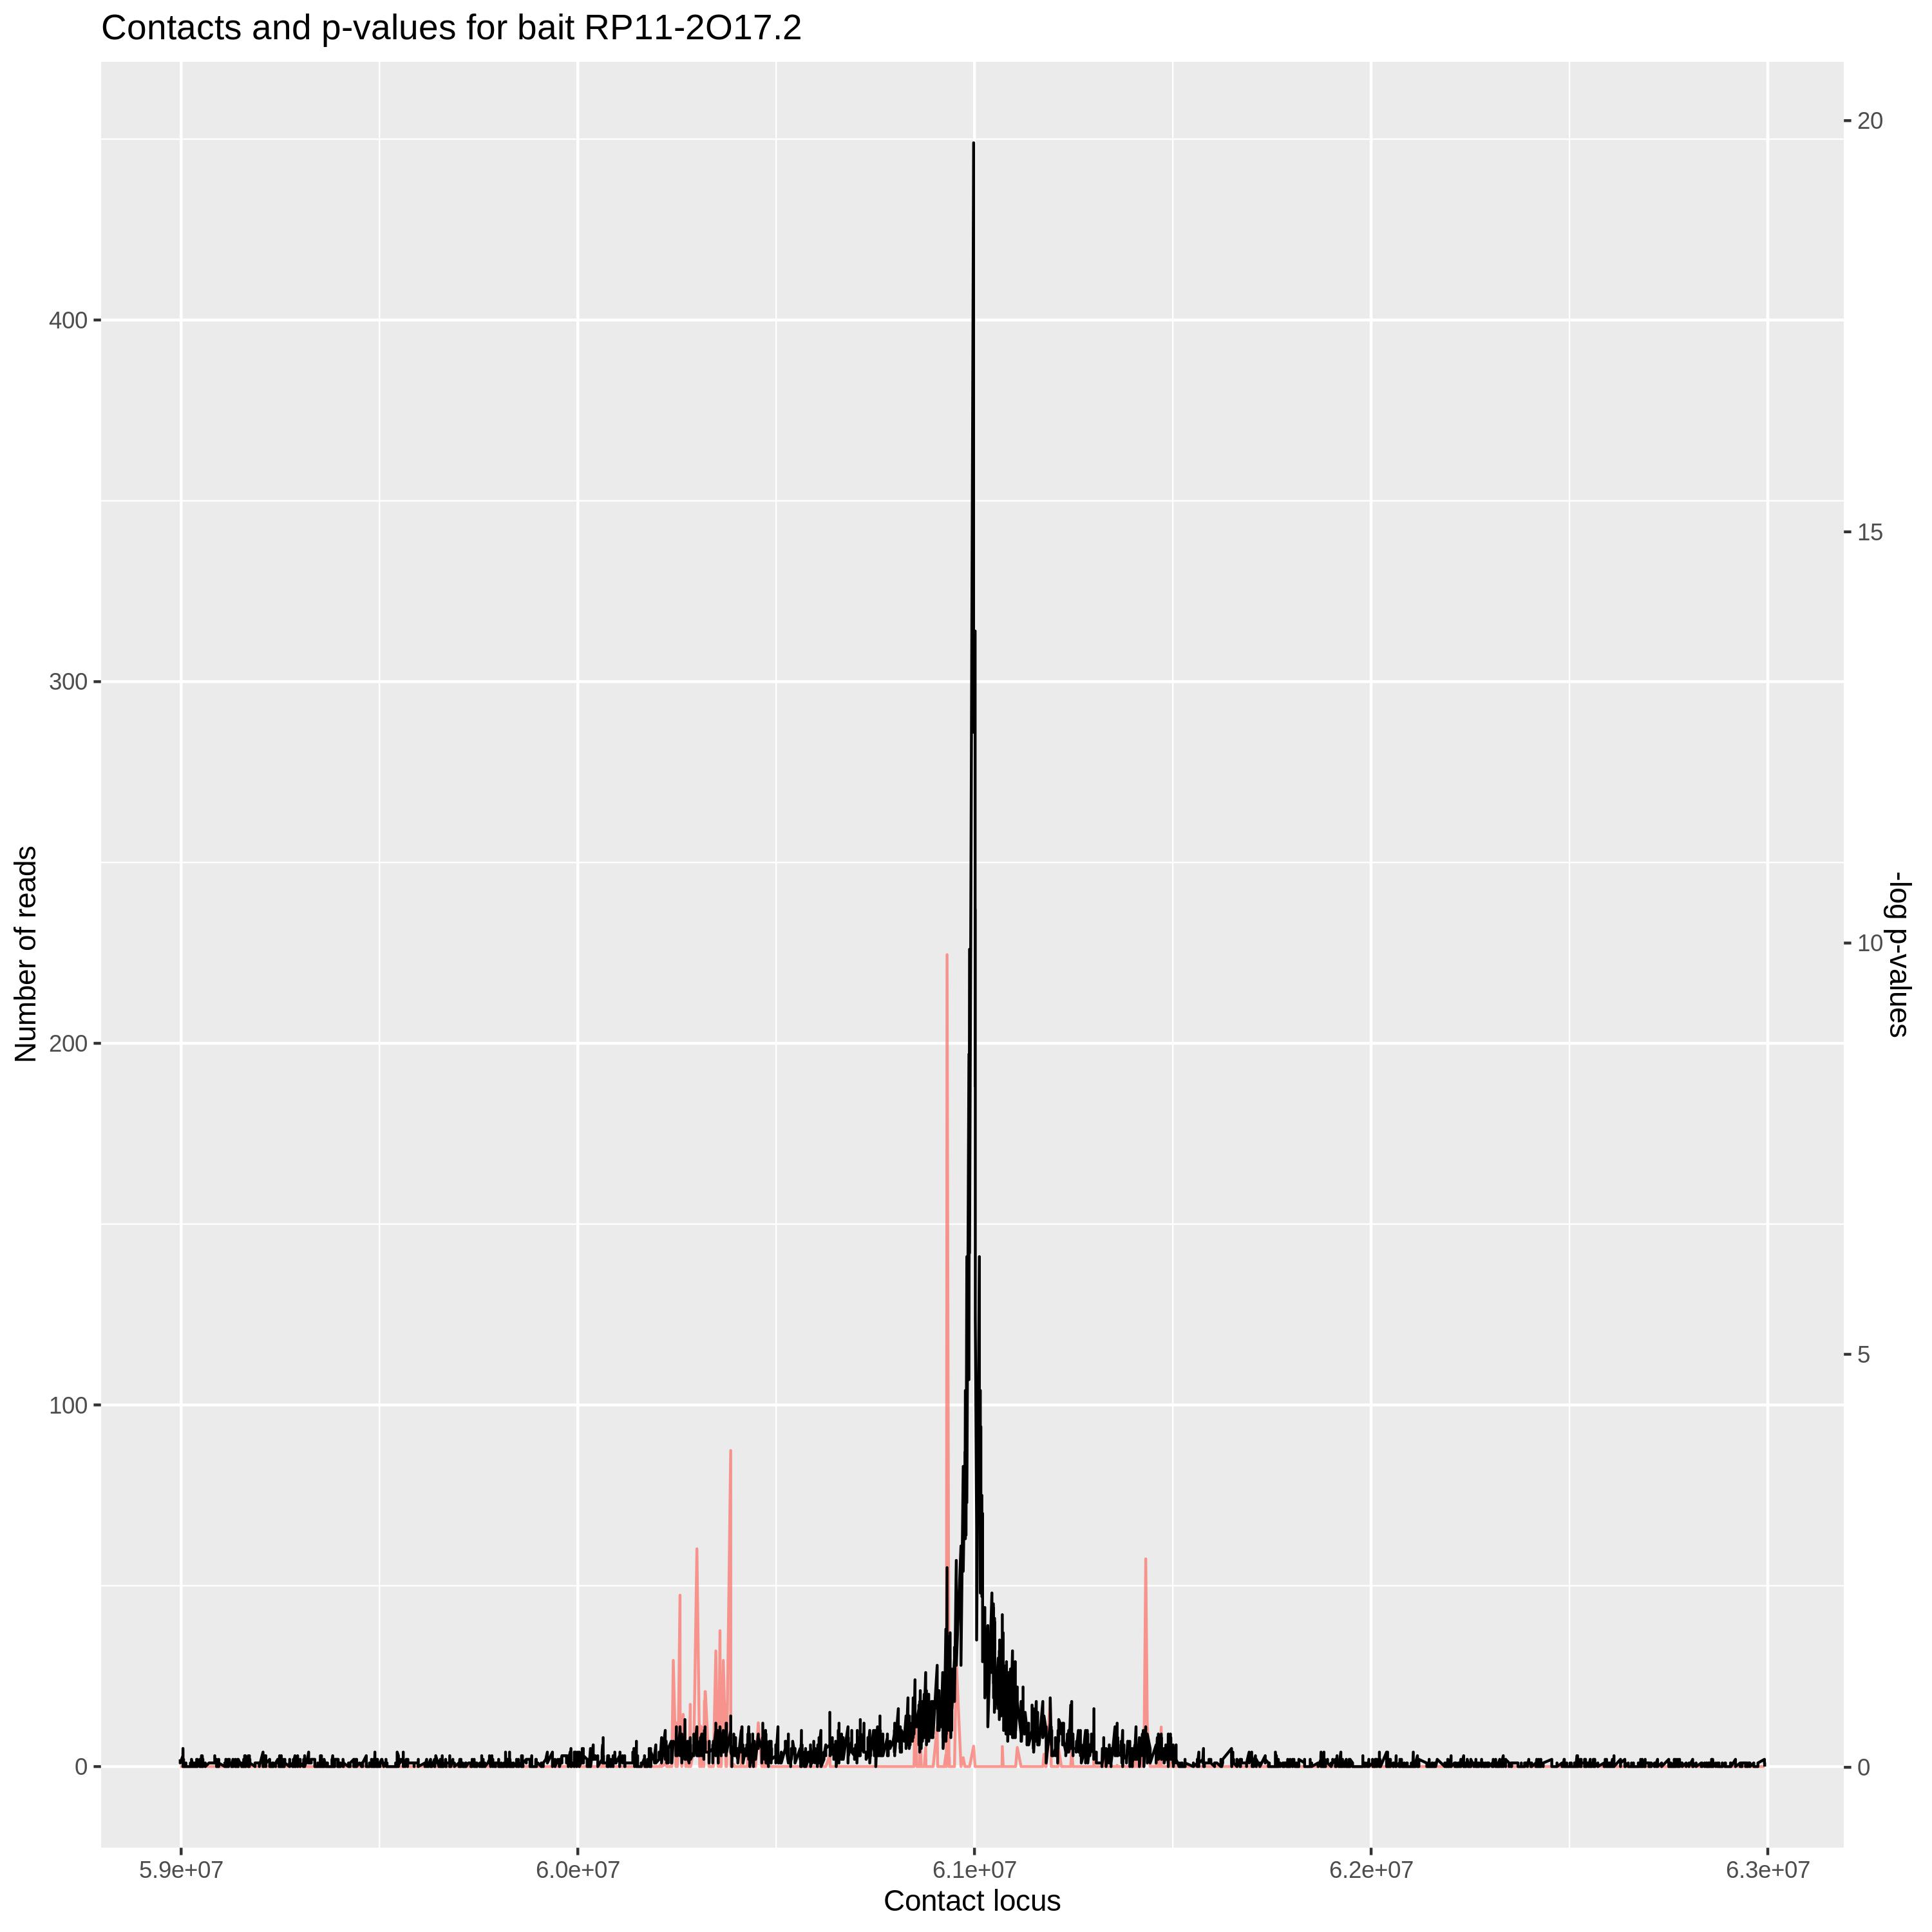 Contacts and p-values for bait RP11-2O17.2
Number of reads
400
300
200
100
0
20
15
10
5
0
-log p-values
5.9e+07 6.0e+07 6.1e+07 6.2e+07 6.3e+07
Contact locus